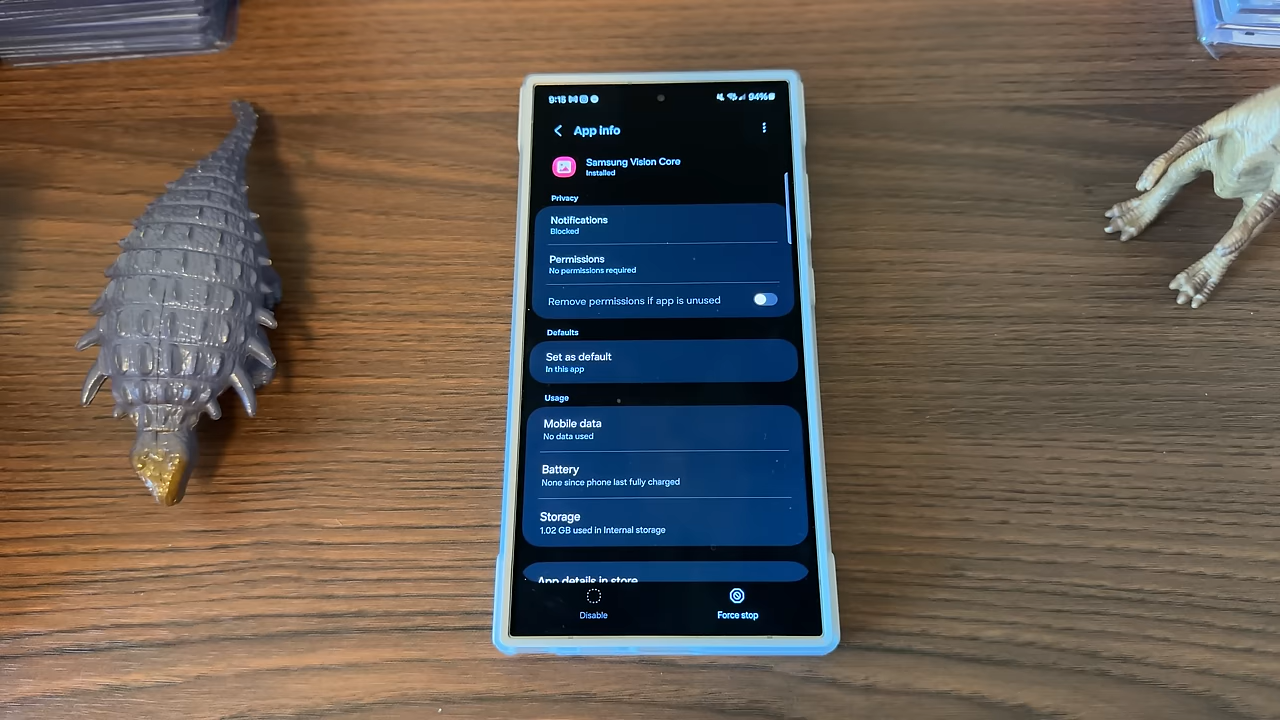 9:15
94%
App info
Samsung Vision Core
Installed
Privacy
Notifications
Blocked
Permissions
No permissions required
Remove permissions if app is unused
Defaults
Set as default
In this app
Usage
Mobile data
No data used
Battery
None since phone last fully charged
Storage
1.02 GB used in Internal storage
App details in store
Disable
Force stop